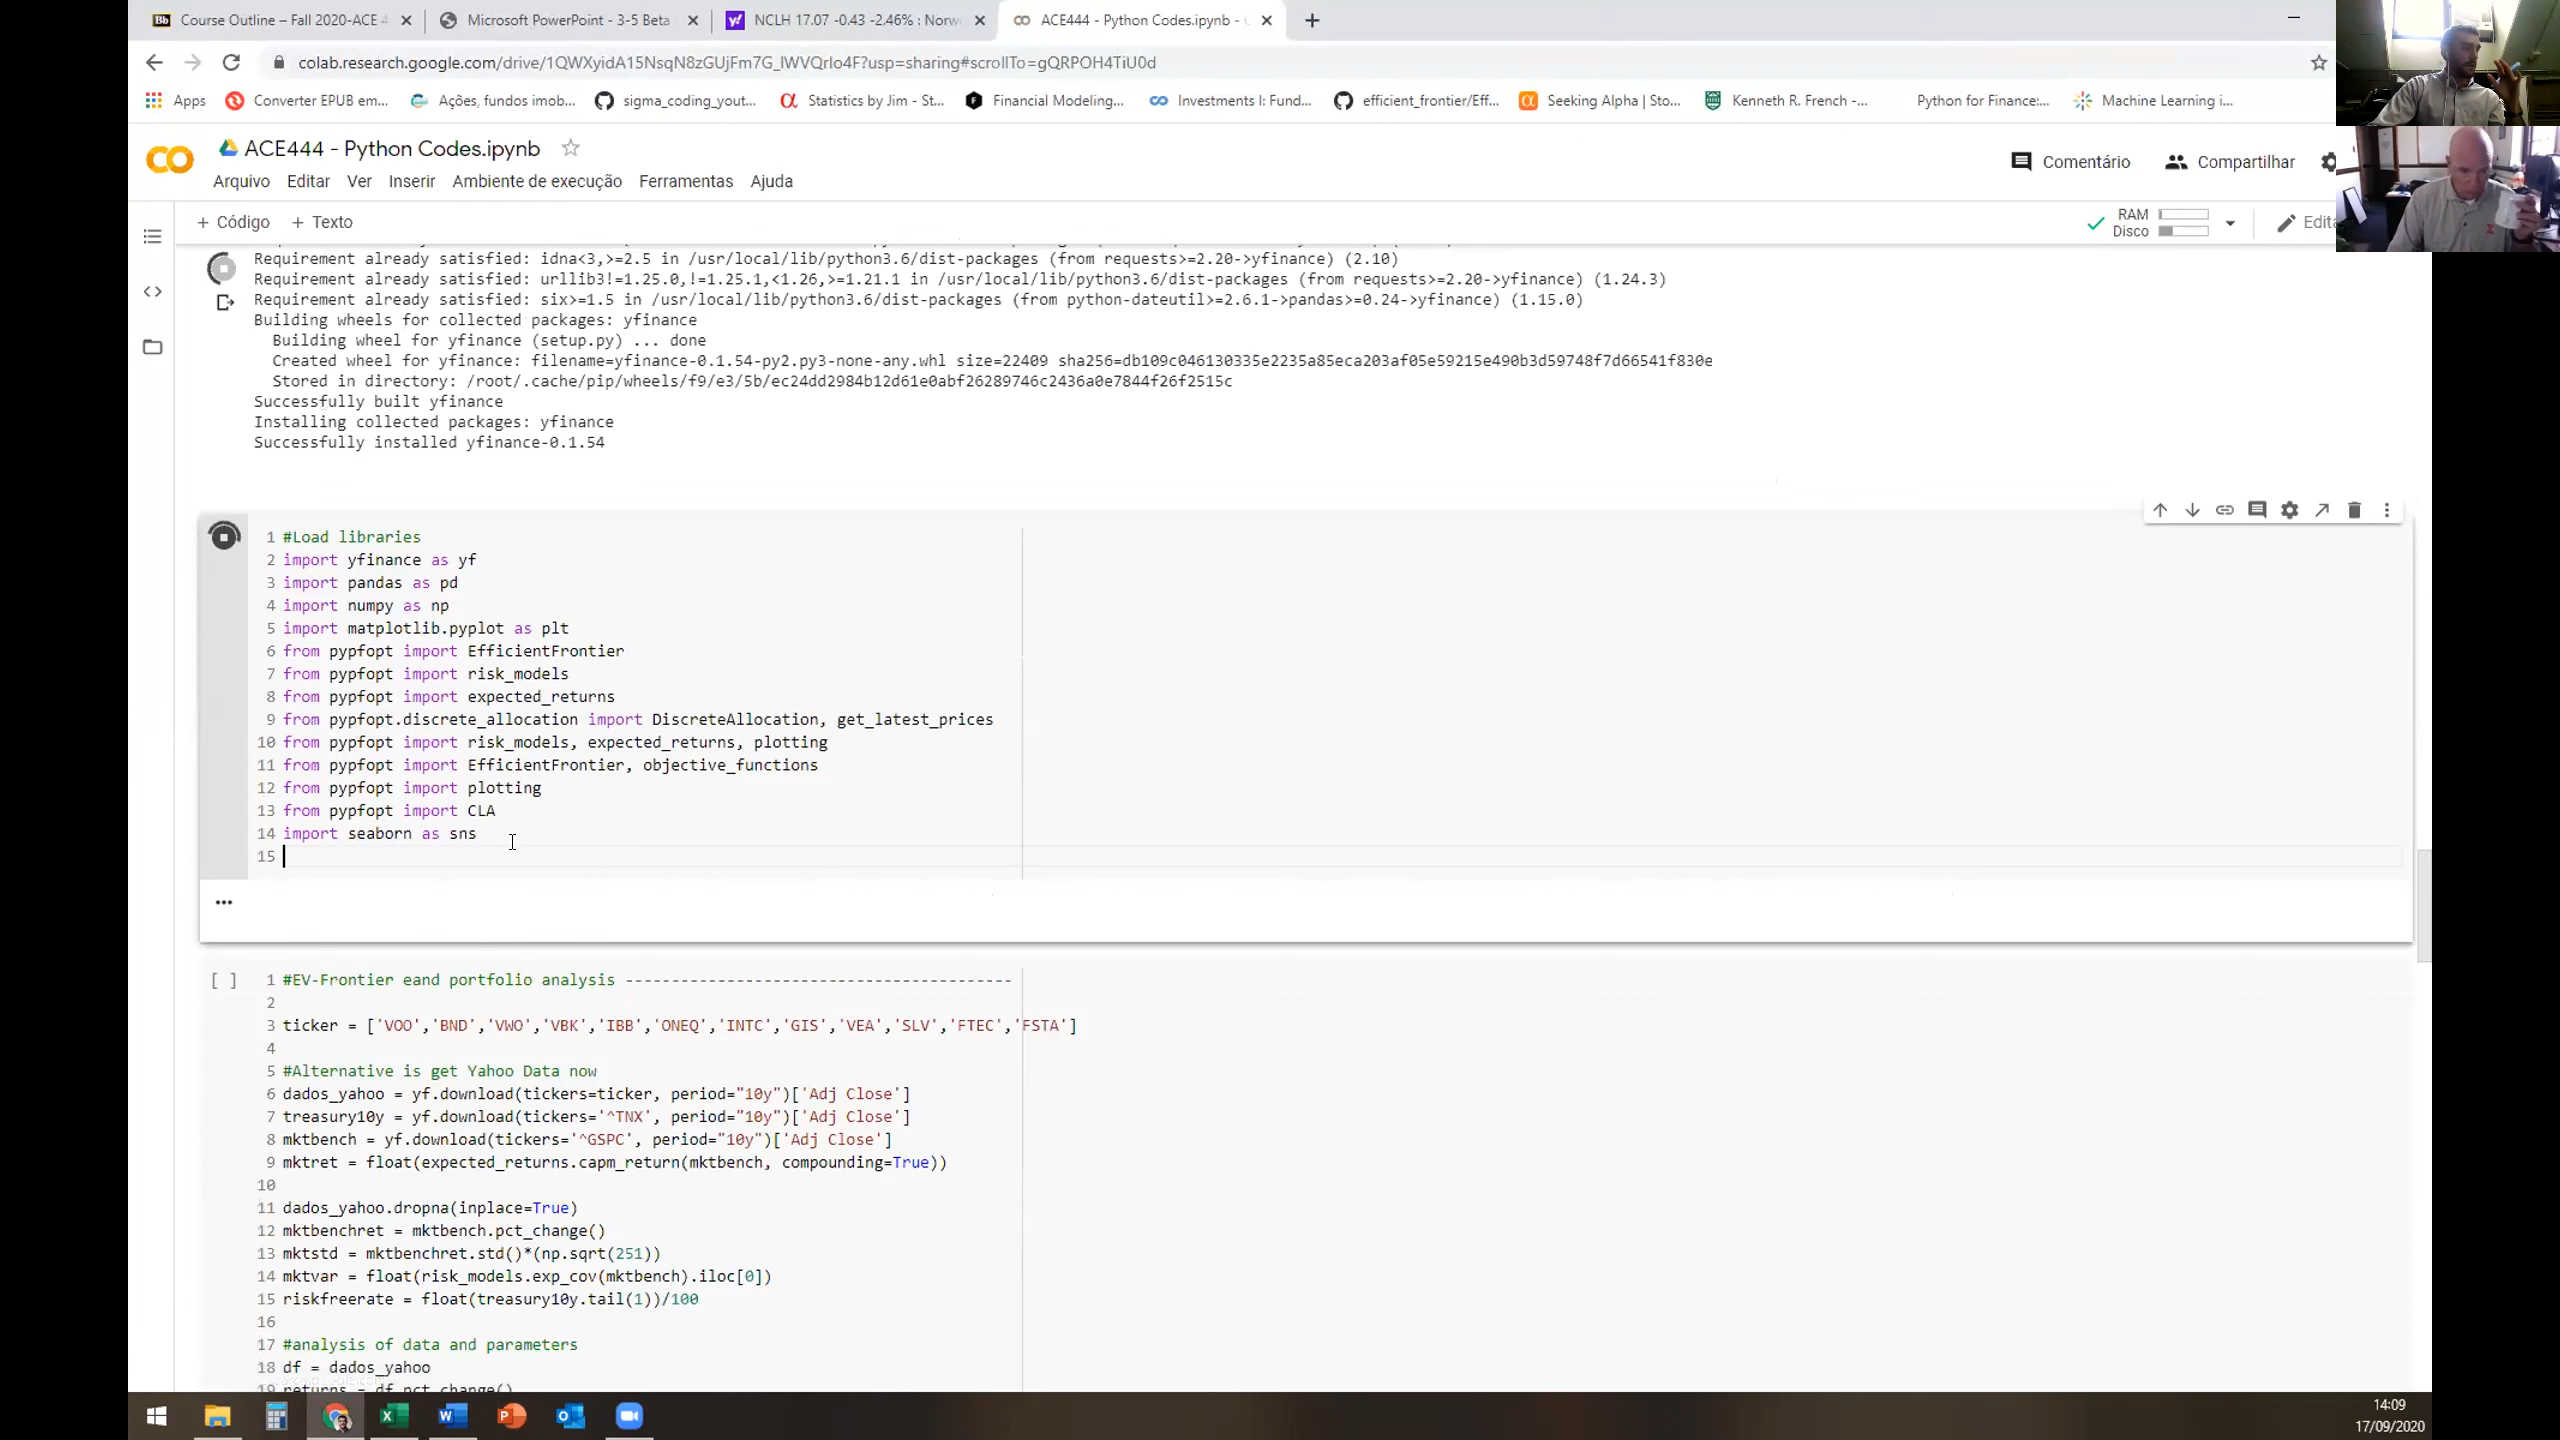 Course Outline – Fall 2020-ACE 4
Microsoft PowerPoint - 3-5 Beta
NCLH 17.07 -0.43 -2.46% : Norw
ACE444 - Python Codes.ipynb -
colab.research.google.com/drive/1QWXyidA15NsqN8zGUjFm7G_lWVQrlo4F?usp=sharing#scrollTo=gQRPOH4TiU0d
Apps
Converter EPUB em...
Ações, fundos imob...
sigma_coding_yout...
Statistics by Jim - St...
Financial Modeling...
Investments I: Fund...
efficient_frontier/Eff...
Seeking Alpha | Sto...
Kenneth R. French -...
Python for Finance:...
Machine Learning i...
ACE444 - Python Codes.ipynb
Comentário
Compartilhar
Arquivo Editar Ver Inserir Ambiente de execução Ferramentas Ajuda
+ Código + Texto
RAM
Disco
Edita
Requirement already satisfied: idna<3,>=2.5 in /usr/local/lib/python3.6/dist-packages (from requests>=2.20->yfinance) (2.10)
Requirement already satisfied: urllib3!=1.25.0,!=1.25.1,<1.26,>=1.21.1 in /usr/local/lib/python3.6/dist-packages (from requests>=2.20->yfinance) (1.24.3)
Requirement already satisfied: six>=1.5 in /usr/local/lib/python3.6/dist-packages (from python-dateutil>=2.6.1->pandas>=0.24->yfinance) (1.15.0)
Building wheels for collected packages: yfinance
Building wheel for yfinance (setup.py) ... done
Created wheel for yfinance: filename=yfinance-0.1.54-py2.py3-none-any.whl size=22409 sha256=db109c046130335e2235a85eca203af05e59215e490b3d59748f7d66541f830e
Stored in directory: /root/.cache/pip/wheels/f9/e3/5b/ec24dd2984b12d61e0abf26289746c2436a0e7844f26f2515c
Successfully built yfinance
Installing collected packages: yfinance
Successfully installed yfinance-0.1.54
1 #Load libraries
2 import yfinance as yf
3 import pandas as pd
4 import numpy as np
5 import matplotlib.pyplot as plt
6 from pypfopt import EfficientFrontier
7 from pypfopt import risk_models
8 from pypfopt import expected_returns
9 from pypfopt.discrete_allocation import DiscreteAllocation, get_latest_prices
10 from pypfopt import risk_models, expected_returns, plotting
11 from pypfopt import EfficientFrontier, objective_functions
12 from pypfopt import plotting
13 from pypfopt import CLA
14 import seaborn as sns
15
[ ] 1 #EV-Frontier eand portfolio analysis ------------------------------------------
2
3 ticker = ['VOO','BND','VWO','VBK','IBB','ONEQ','INTC','GIS','VEA','SLV','FTEC','FSTA']
4
5 #Alternative is get Yahoo Data now
6 dados_yahoo = yf.download(tickers=ticker, period="10y")['Adj Close']
7 treasury10y = yf.download(tickers='^TNX', period="10y")['Adj Close']
8 mktbench = yf.download(tickers='^GSPC', period="10y")['Adj Close']
9 mktret = float(expected_returns.capm_return(mktbench, compounding=True))
10
11 dados_yahoo.dropna(inplace=True)
12 mktbenchret = mktbench.pct_change()
13 mktstd = mktbenchret.std()*(np.sqrt(251))
14 mktvar = float(risk_models.exp_cov(mktbench).iloc[0])
15 riskfreerate = float(treasury10y.tail(1))/100
16
17 #analysis of data and parameters
18 df = dados_yahoo
19 returns = df.pct_change()
14:09
17/09/2020